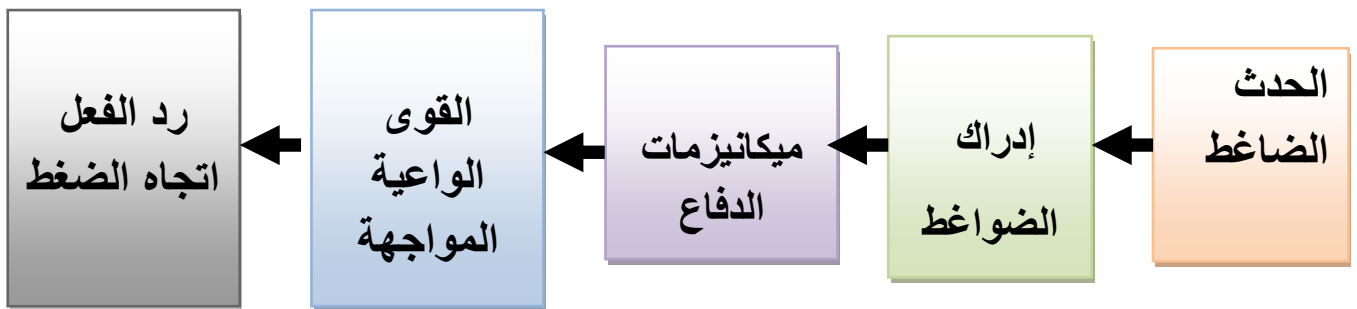 الحدث
الضاغط
إدراك
الضواغط
ميكانيزمات
الدفاع
القوى
الواعية
المواجهة
رد الفعل
اتجاه الضغط